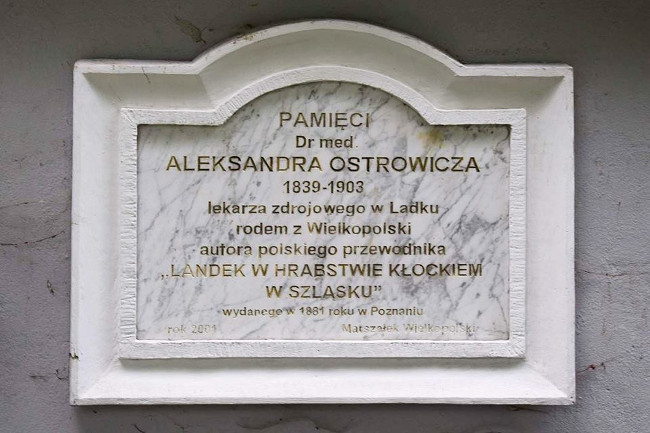 PAMIĘCI
Dr med.
ALEKSANDRA OSTROWICZA
1839-1903
lekarza zdrojowego w Lądku
rodem z Wielkopolski
autora polskiego przewodnika
„LANDEK W HRABSTWIE KŁOCKIEM
W SZLĄSKU”
wydanego w 1881 roku w Poznaniu
rok 2001 Marszałek Wielkopolski